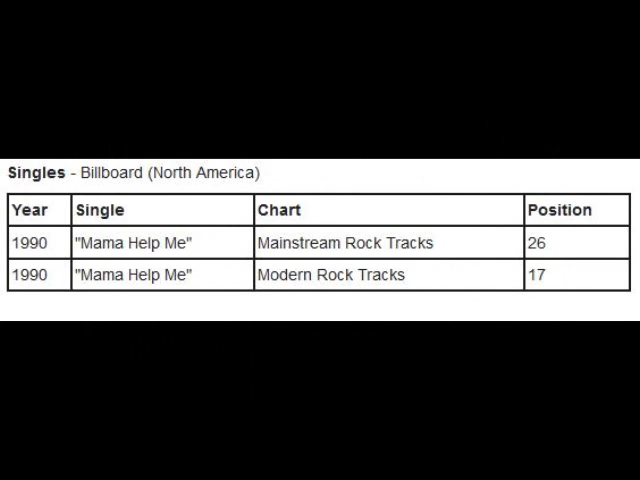 Singles - Billboard (North America)
Year Single Chart Position
1990 "Mama Help Me" Mainstream Rock Tracks 26
1990 "Mama Help Me" Modern Rock Tracks 17